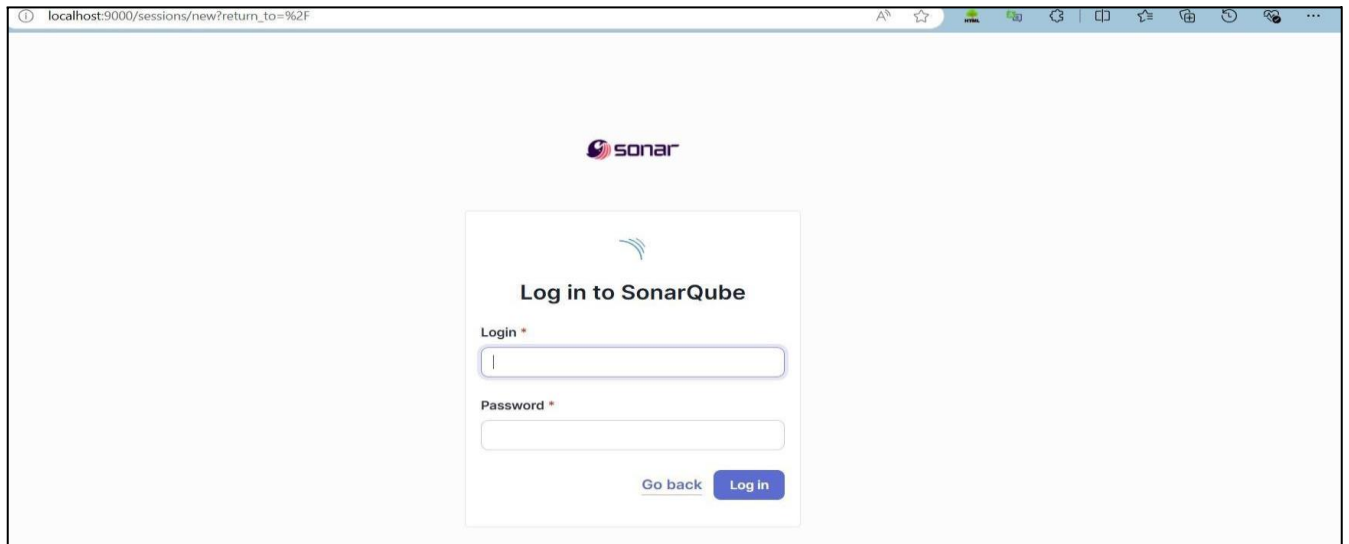 localhost:9000/sessions/new?return_to=%2F
sonar
Log in to SonarQube
Login *
Password *
Go back Log in